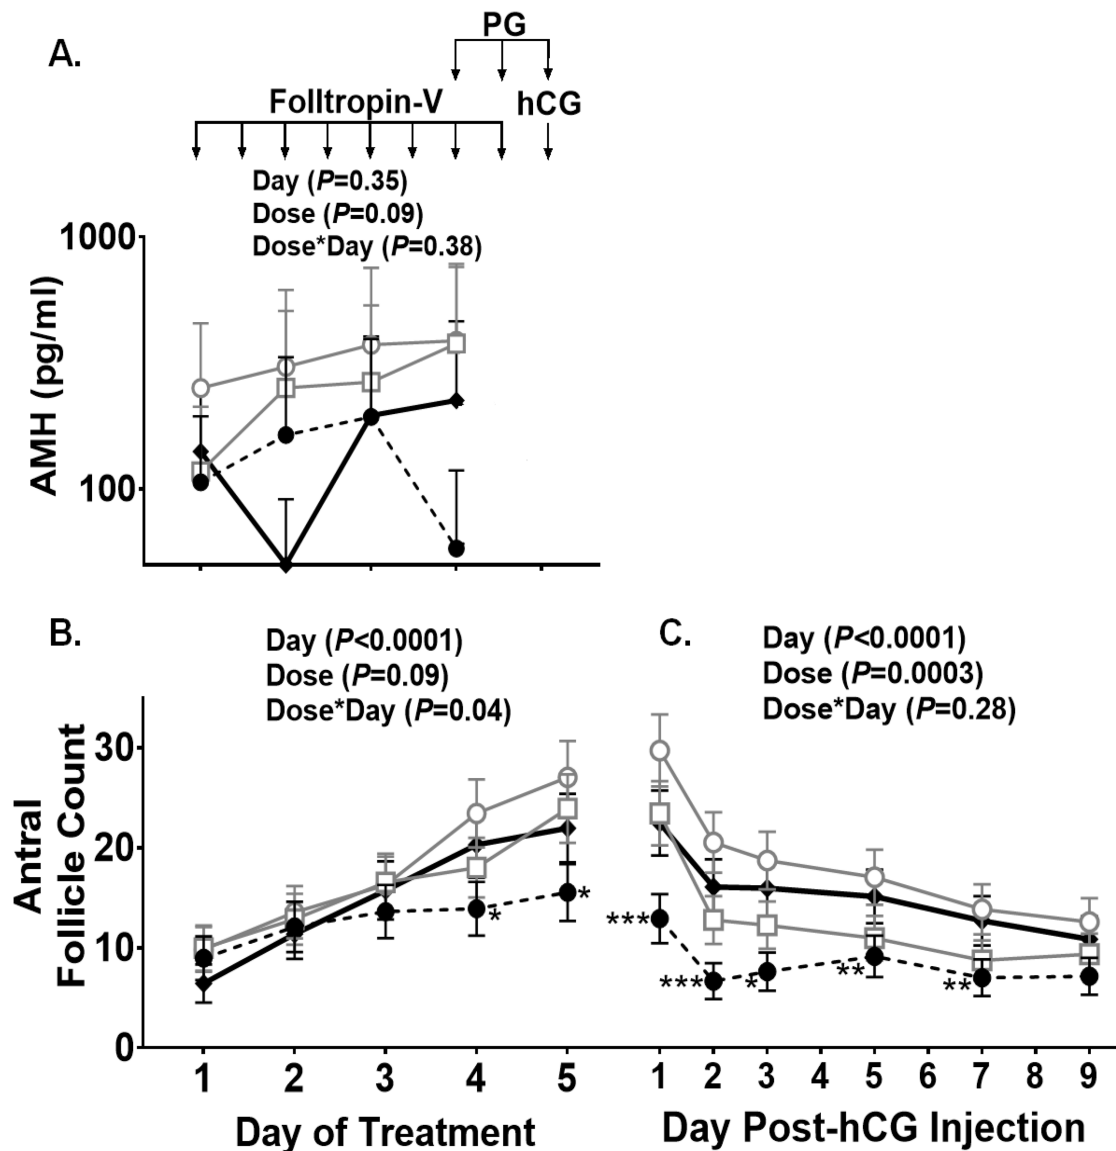 A.
PG
Folltropin-V
hCG
Day (P=0.35)
Dose (P=0.09)
Dose*Day (P=0.38)
1000
100
AMH (pg/ml)
B.
Day (P<0.0001)
Dose (P=0.09)
Dose*Day (P=0.04)
C.
Day (P<0.0001)
Dose (P=0.0003)
Dose*Day (P=0.28)
30
20
10
0
Antral
Follicle Count
* *
*** *** * ** **
1 2 3 4 5
Day of Treatment
1 2 3 4 5 6 7 8 9
Day Post-hCG Injection